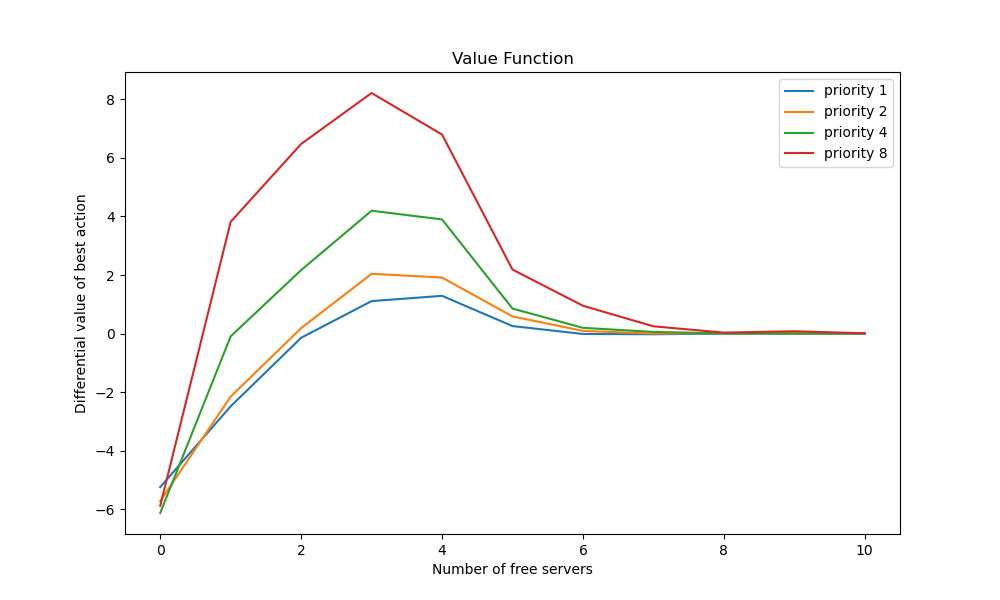 Value Function
priority 1
priority 2
priority 4
priority 8
Differential value of best action
8
6
4
2
0
−2
−4
−6
0 2 4 6 8 10
Number of free servers